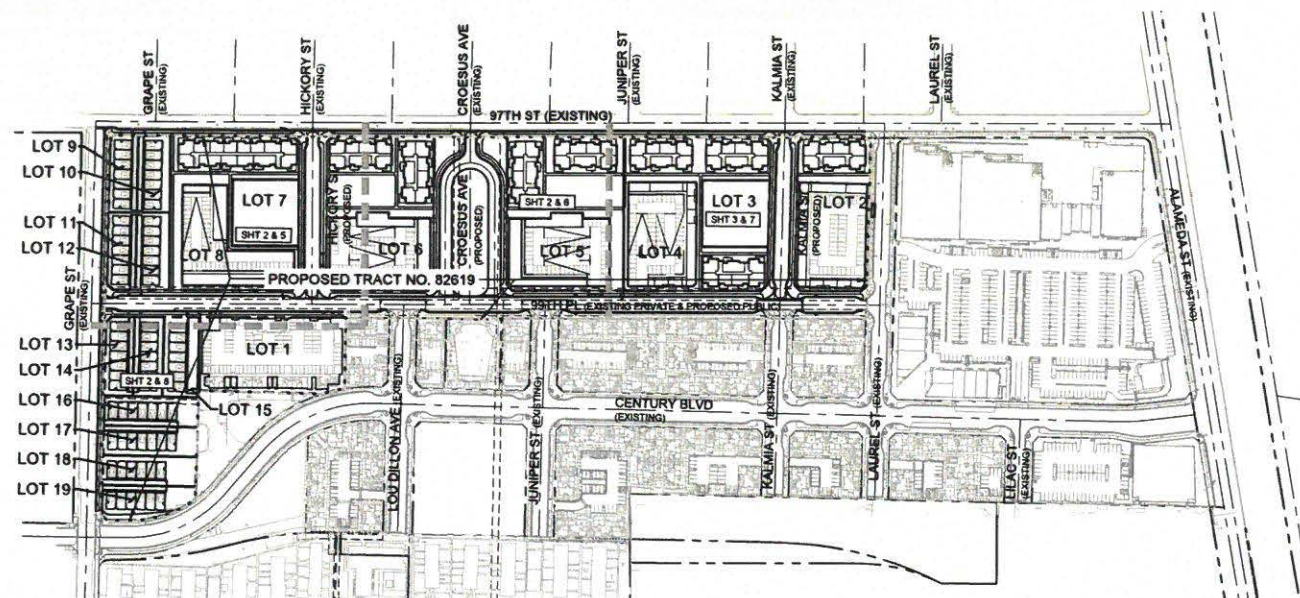 GRAPE ST
(EXISTING)
HICKORY ST
(EXISTING)
CROESUS AVE
(EXISTING)
JUNIPER ST
(EXISTING)
KALMIA ST
(EXISTING)
LAUREL ST
(EXISTING)
97TH ST (EXISTING)
LOT 9
LOT 10
LOT 11
LOT 12
LOT 7
SHT 2 & 5
LOT 8
HICKORY ST
(PROPOSED)
LOT 6
CROESUS AVE
(PROPOSED)
SHT 2 & 6
LOT 5
LOT 4
LOT 3
SHT 3 & 7
KALMIA ST
(PROPOSED)
LOT 2
ALAMEDA ST (EXISTING)
PROPOSED TRACT NO. 82619
GRAPE ST
(EXISTING)
99TH PL (EXISTING PRIVATE & PROPOSED PUBLIC)
LOT 13
LOT 14
SHT 2 & 8
LOT 1
LOT 15
LOT 16
LOT 17
LOT 18
LOT 19
LOU DILLON AVE (EXISTING)
JUNIPER ST (EXISTING)
CENTURY BLVD
(EXISTING)
KALMIA ST (EXISTING)
LAUREL ST (EXISTING)
LILAC ST
(EXISTING)